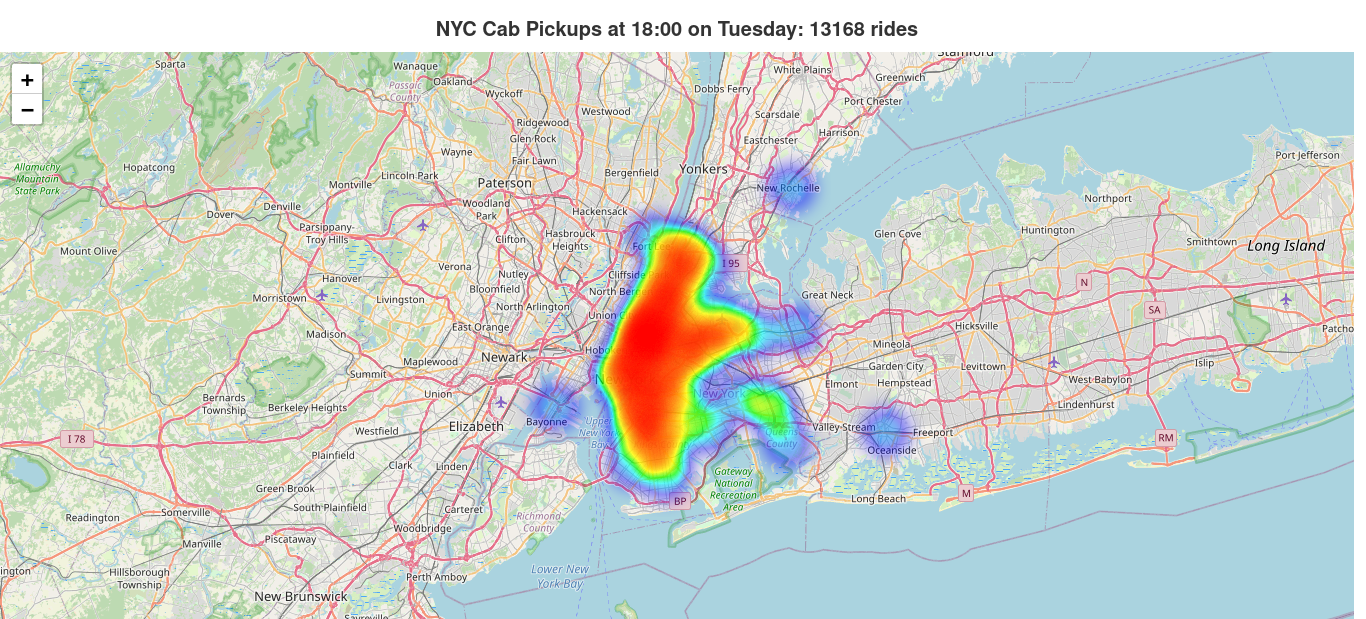 NYC Cab Pickups at 18:00 on Tuesday: 13168 rides
+
−
Stamford
Sparta
Wanaque
White Plains
Oakland
Greenwich
Passaic
County
Dobbs Ferry
Wyckoff
Port Chester
Westwood
Scarsdale
Ridgewood
Harrison
Glen Rock
Eastchester
Wayne
Fair Lawn
Port Jefferson
Hopatcong
Allamuchy
Mountain
State Park
Lincoln Park
Bergenfield
Yonkers
Montville
Paterson
New Rochelle
Northport
Denville
Woodland
Park
Dover
Hackensack
Parsippany-
Troy Hills
Clifton
Hasbrouck
Heights
Glen Cove
Huntington
Smithtown
Long Island
Mount Olive
Fort Lee
I 95
Verona
Hanover
Nutley
Cliffside
Bloomfield
North Berg
N
Morristown
Livingston
North Arlington
Great Neck
Union C
SA
East Orange
Hicksville
Patcho
Madison
Mineola
Hobo
Newark
Maplewood
Garden City
Levittown
Islip
Summit
Elmont
Hempstead
West Babylon
Bernards
Township
Berkeley Heights
Union
New York
Lindenhurst
Bayonne
Upper
New York
Bay
Elizabeth
Valley Stream
Freeport
I 78
Westfield
Queens
County
RM
Oceanside
Plainfield
Clark
Linden
Gateway
National
Recreation
Area
Green Brook
M
Long Beach
BP
Somerville
South Plainfield
Carteret
Readington
Richmond
County
Woodbridge
Manville
Piscataway
ington
Hillsborough
Township
Perth Amboy
Lower New
York Bay
New Brunswick
Sayreville